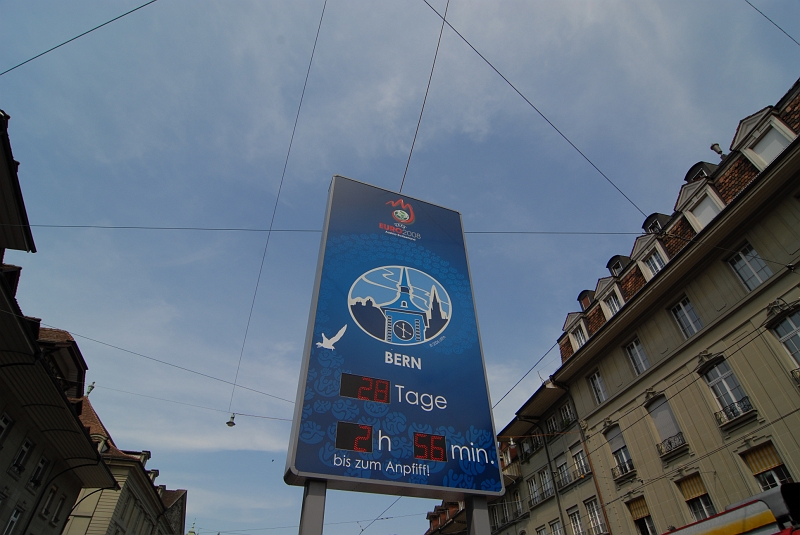 EURO2008
BERN
28 Tage
2 h 56 min.
bis zum Anpfiff!